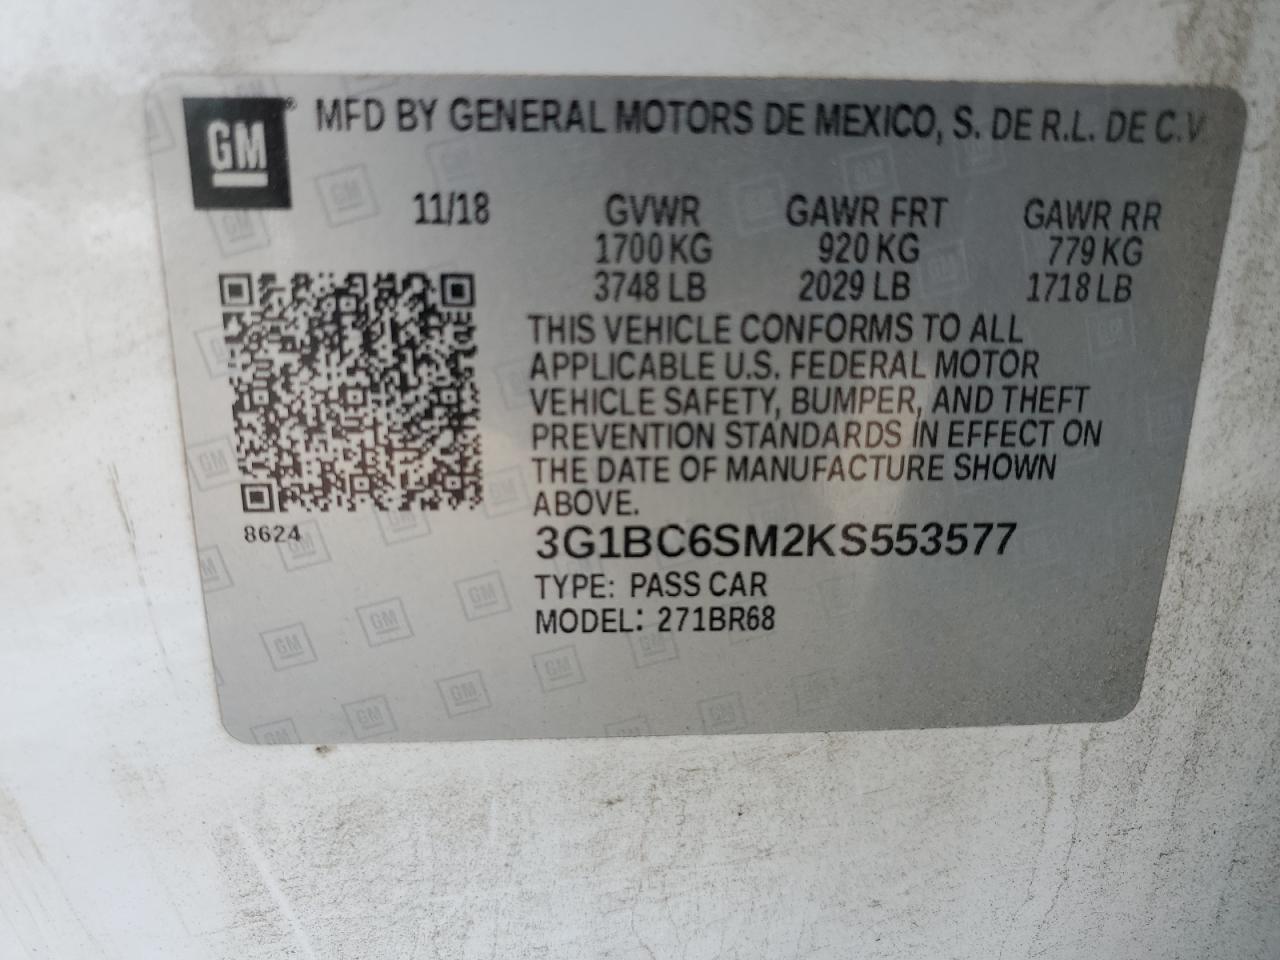 GM® MFD BY GENERAL MOTORS DE MEXICO, S. DE R.L. DE C.V
11/18 GVWR GAWR FRT GAWR RR
1700 KG 920 KG 779 KG
3748 LB 2029 LB 1718 LB
THIS VEHICLE CONFORMS TO ALL
APPLICABLE U.S. FEDERAL MOTOR
VEHICLE SAFETY, BUMPER, AND THEFT
PREVENTION STANDARDS IN EFFECT ON
THE DATE OF MANUFACTURE SHOWN
ABOVE.
8624
3G1BC6SM2KS553577
TYPE: PASS CAR
MODEL: 271BR68